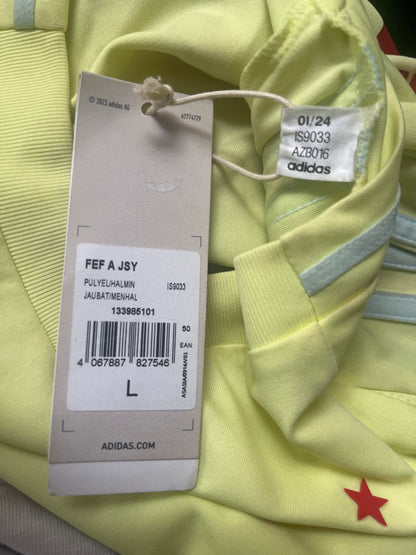 © 2023 adidas AG
62774739
01/24
IS9033
AZB016
adidas
FEF A JSY
PULYEL/HALMIN IS9033
JAUBAT/MENHAL
133985101
50
EAN
4 067887 827546
L
ADIDAS.COM